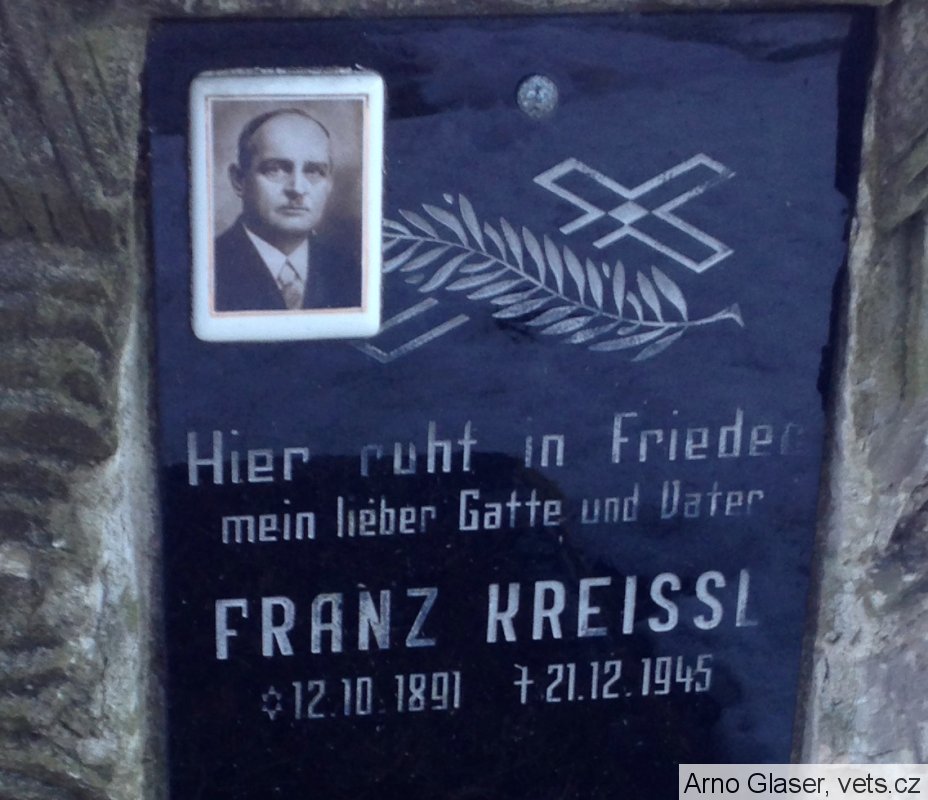 Hier ruht in Frieden
mein lieber Gatte und Vater
FRANZ KREISSL
✡12.10.1891 †21.12.1945
Arno Glaser, vets.cz